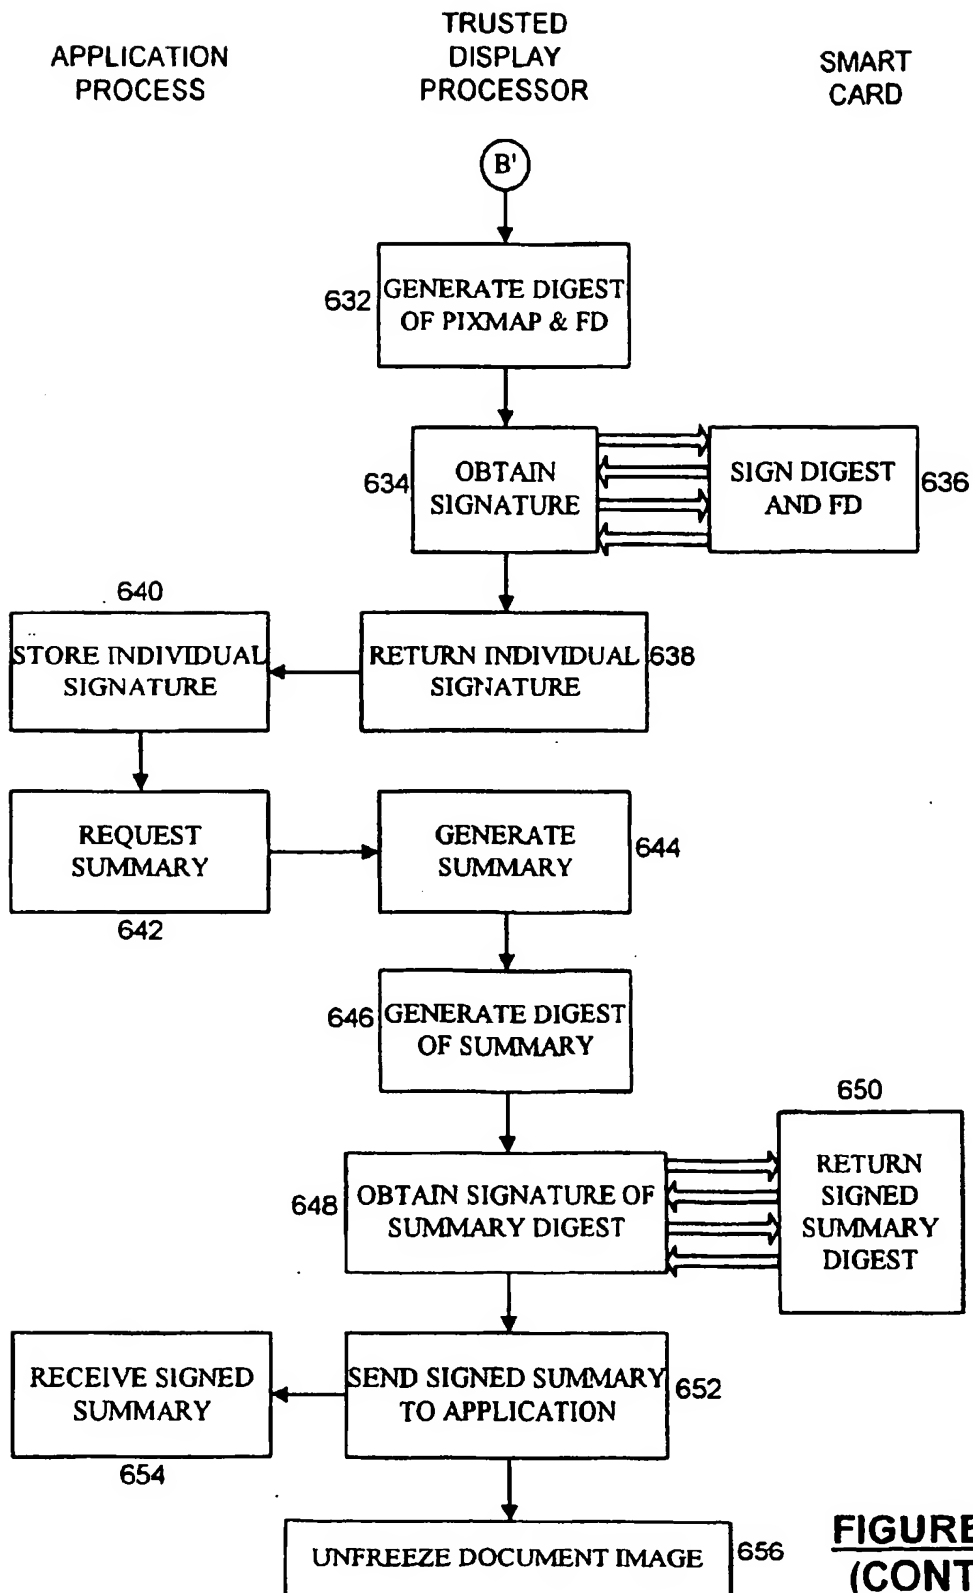 APPLICATION
PROCESS
TRUSTED
DISPLAY
PROCESSOR
SMART
CARD
B'
632
GENERATE DIGEST
OF PIXMAP & FD
634
OBTAIN
SIGNATURE
SIGN DIGEST
AND FD
636
640
STORE INDIVIDUAL
SIGNATURE
RETURN INDIVIDUAL
SIGNATURE
638
REQUEST
SUMMARY
642
GENERATE
SUMMARY
644
646
GENERATE DIGEST
OF SUMMARY
650
648
OBTAIN SIGNATURE OF
SUMMARY DIGEST
RETURN
SIGNED
SUMMARY
DIGEST
RECEIVE SIGNED
SUMMARY
654
SEND SIGNED SUMMARY
TO APPLICATION
652
UNFREEZE DOCUMENT IMAGE
656
FIGURE
(CONT